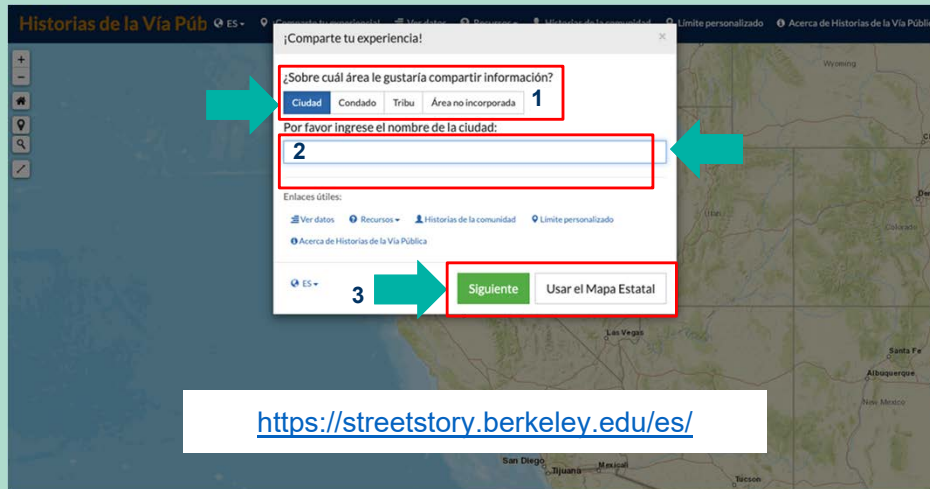 Historias de la Vía Púb ES Comparte tu experiencia! Ver datos Recursos Historias de la comunidad Límite personalizado Acerca de Historias de la Vía Públic
¡Comparte tu experiencia! ×
¿Sobre cuál área le gustaría compartir información?
Ciudad Condado Tribu Área no incorporada 1
Por favor ingrese el nombre de la ciudad:
2
Enlaces útiles:
Ver datos Recursos Historias de la comunidad Límite personalizado
Acerca de Historias de la Vía Pública
ES 3 Siguiente Usar el Mapa Estatal
+
−
Wyoming
Utah
Colorado
Las Vegas
Santa Fe
Albuquerque
New Mexico
https://streetstory.berkeley.edu/es/
San Diego
Tijuana Mexicali
Tucson